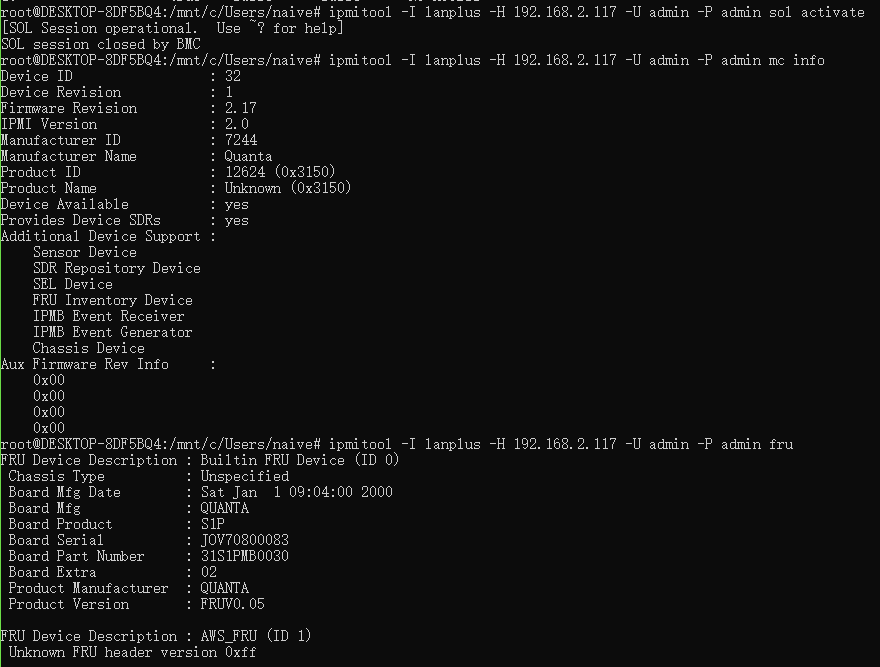 root@DESKTOP-8DF5BQ4:/mnt/c/Users/naive# ipmitool -I lanplus -H 192.168.2.117 -U admin -P admin sol activate
[SOL Session operational.  Use ~? for help]
SOL session closed by BMC
root@DESKTOP-8DF5BQ4:/mnt/c/Users/naive# ipmitool -I lanplus -H 192.168.2.117 -U admin -P admin mc info
Device ID                 : 32
Device Revision           : 1
Firmware Revision         : 2.17
IPMI Version              : 2.0
Manufacturer ID           : 7244
Manufacturer Name         : Quanta
Product ID                : 12624 (0x3150)
Product Name              : Unknown (0x3150)
Device Available          : yes
Provides Device SDRs      : yes
Additional Device Support :
    Sensor Device
    SDR Repository Device
    SEL Device
    FRU Inventory Device
    IPMB Event Receiver
    IPMB Event Generator
    Chassis Device
Aux Firmware Rev Info     :
    0x00
    0x00
    0x00
    0x00
root@DESKTOP-8DF5BQ4:/mnt/c/Users/naive# ipmitool -I lanplus -H 192.168.2.117 -U admin -P admin fru
FRU Device Description : Builtin FRU Device (ID 0)
 Chassis Type          : Unspecified
 Board Mfg Date        : Sat Jan  1 09:04:00 2000
 Board Mfg             : QUANTA
 Board Product         : S1P
 Board Serial          : JOV70800083
 Board Part Number     : 31S1PMB0030
 Board Extra           : 02
 Product Manufacturer  : QUANTA
 Product Version       : FRUV0.05

FRU Device Description : AWS_FRU (ID 1)
 Unknown FRU header version 0xff